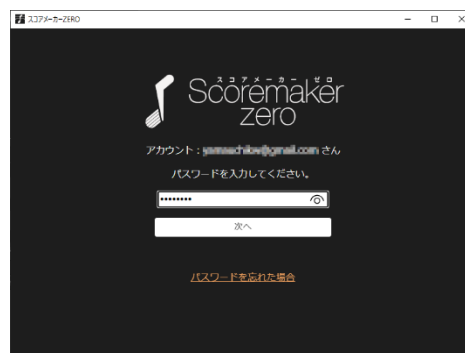 スコアメーカーZERO
スコアメーカー ゼロ
Scoremaker
zero
アカウント : @gmail.com さん
パスワードを入力してください。
••••••••
次へ
パスワードを忘れた場合